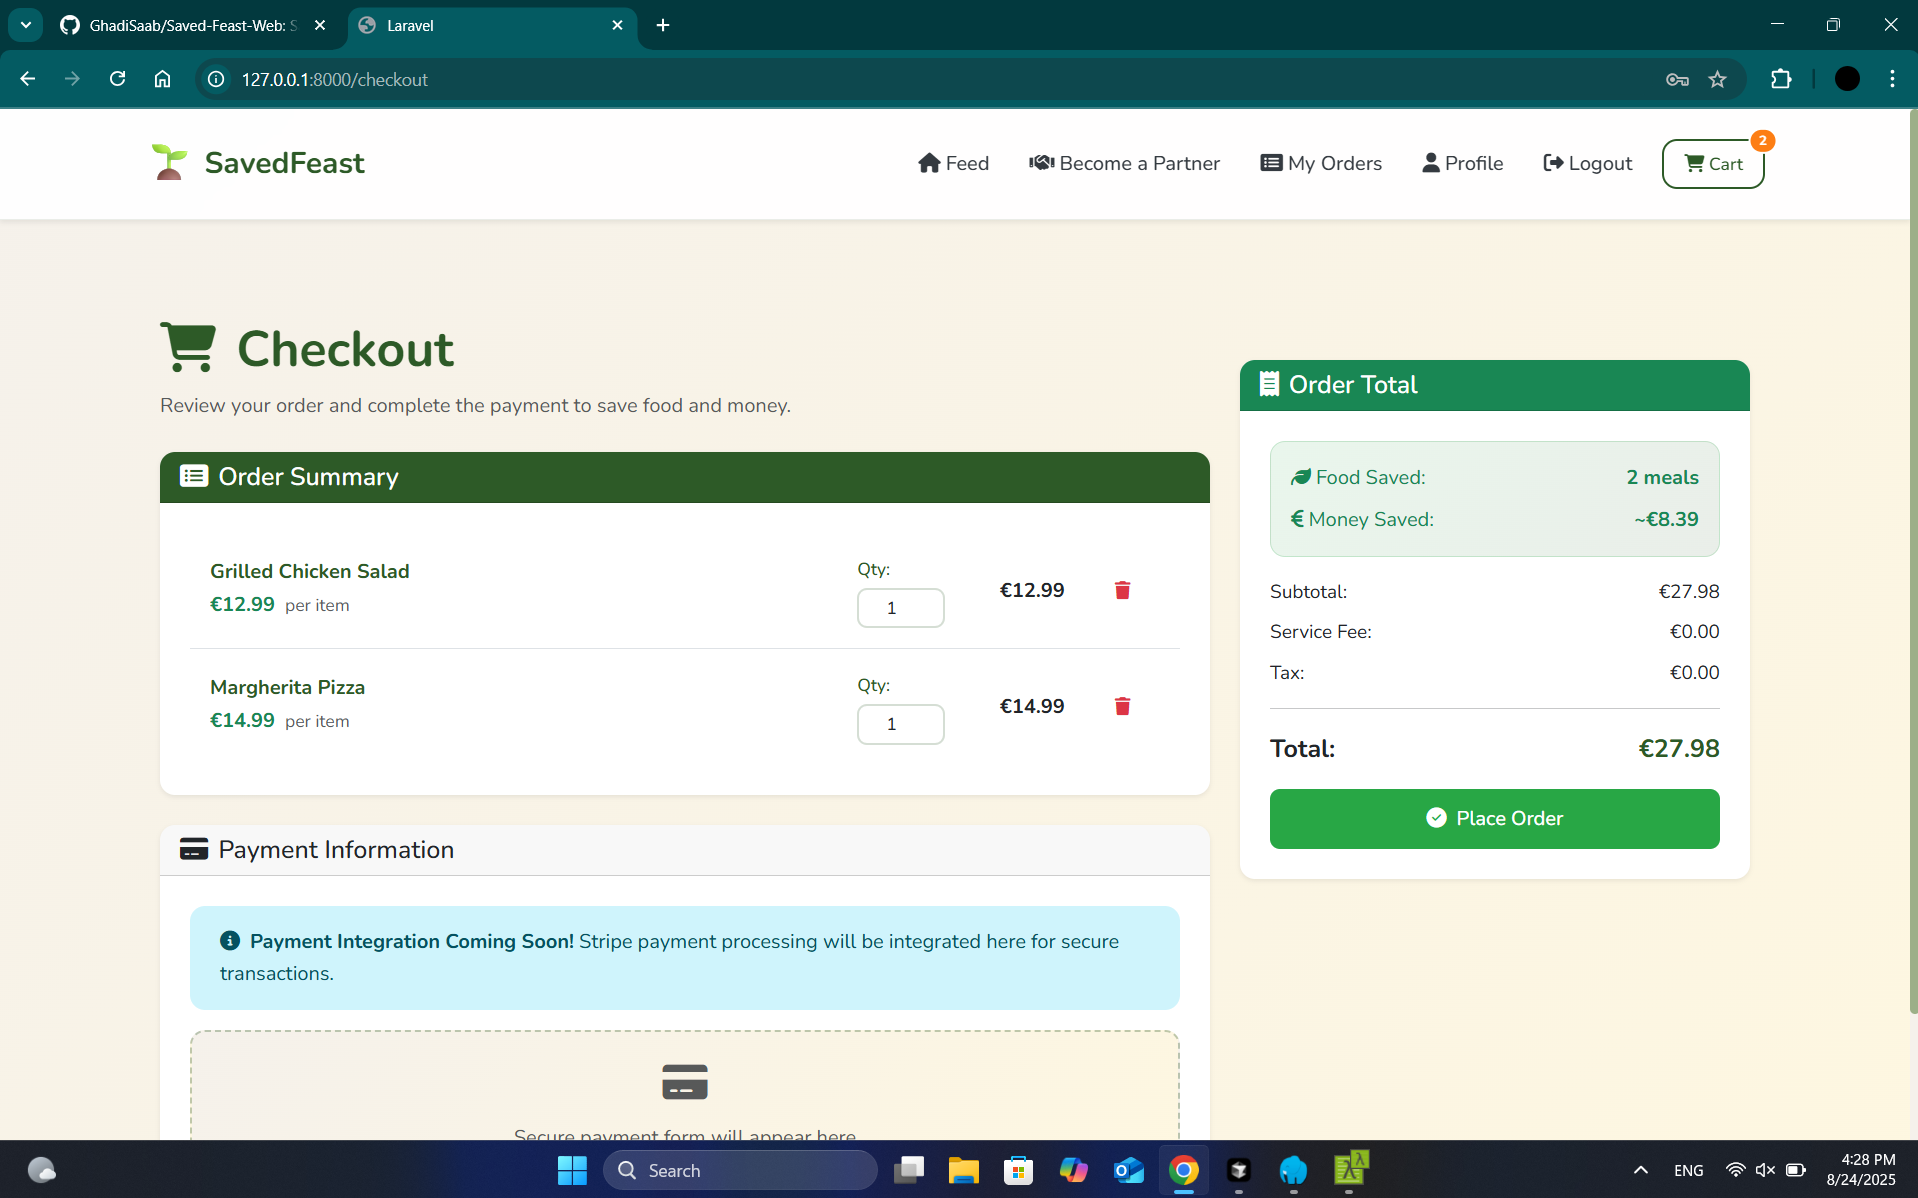 GhadiSaab/Saved-Feast-Web: S
Laravel
127.0.0.1:8000/checkout
SavedFeast
Feed
Become a Partner
My Orders
Profile
Logout
Cart
2
Checkout
Review your order and complete the payment to save food and money.
Order Summary
Grilled Chicken Salad
€12.99 per item
Qty:
1
€12.99
Margherita Pizza
€14.99 per item
Qty:
1
€14.99
Payment Information
Payment Integration Coming Soon! Stripe payment processing will be integrated here for secure
transactions.
Secure payment form will appear here
Order Total
Food Saved: 2 meals
€ Money Saved: ~€8.39
Subtotal: €27.98
Service Fee: €0.00
Tax: €0.00
Total: €27.98
Place Order
Search
ENG
4:28 PM
8/24/2025